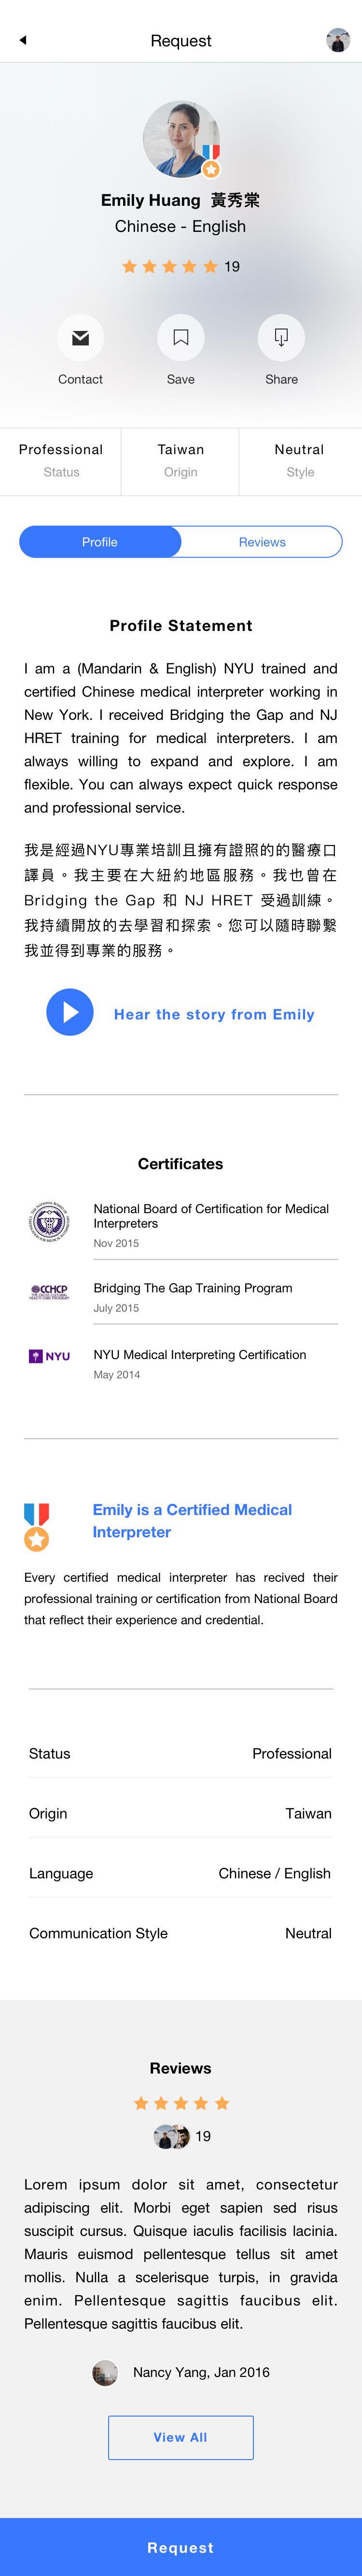 Request
Emily Huang 黃秀棠
Chinese - English
19
Contact Save Share
Professional Taiwan Neutral
Status Origin Style
Profile Reviews
Profile Statement
I am a (Mandarin & English) NYU trained and
certified Chinese medical interpreter working in
New York. I received Bridging the Gap and NJ
HRET training for medical interpreters. I am
always willing to expand and explore. I am
flexible. You can always expect quick response
and professional service.
我是經過NYU專業培訓且擁有證照的的醫療口
譯員。我主要在大紐約地區服務。我也曾在
Bridging the Gap 和 NJ HRET 受過訓練。
我持續開放的去學習和探索。您可以隨時聯繫
我並得到專業的服務。
Hear the story from Emily
Certificates
National Board of Certification for Medical
Interpreters
Nov 2015
CCHCP
Bridging The Gap Training Program
July 2015
NYU
NYU Medical Interpreting Certification
May 2014
Emily is a Certified Medical
Interpreter
Every certified medical interpreter has recived their
professional training or certification from National Board
that reflect their experience and credential.
Status Professional
Origin Taiwan
Language Chinese / English
Communication Style Neutral
Reviews
19
Lorem ipsum dolor sit amet, consectetur
adipiscing elit. Morbi eget sapien sed risus
suscipit cursus. Quisque iaculis facilisis lacinia.
Mauris euismod pellentesque tellus sit amet
mollis. Nulla a scelerisque turpis, in gravida
enim. Pellentesque sagittis faucibus elit.
Pellentesque sagittis faucibus elit.
Nancy Yang, Jan 2016
View All
Request